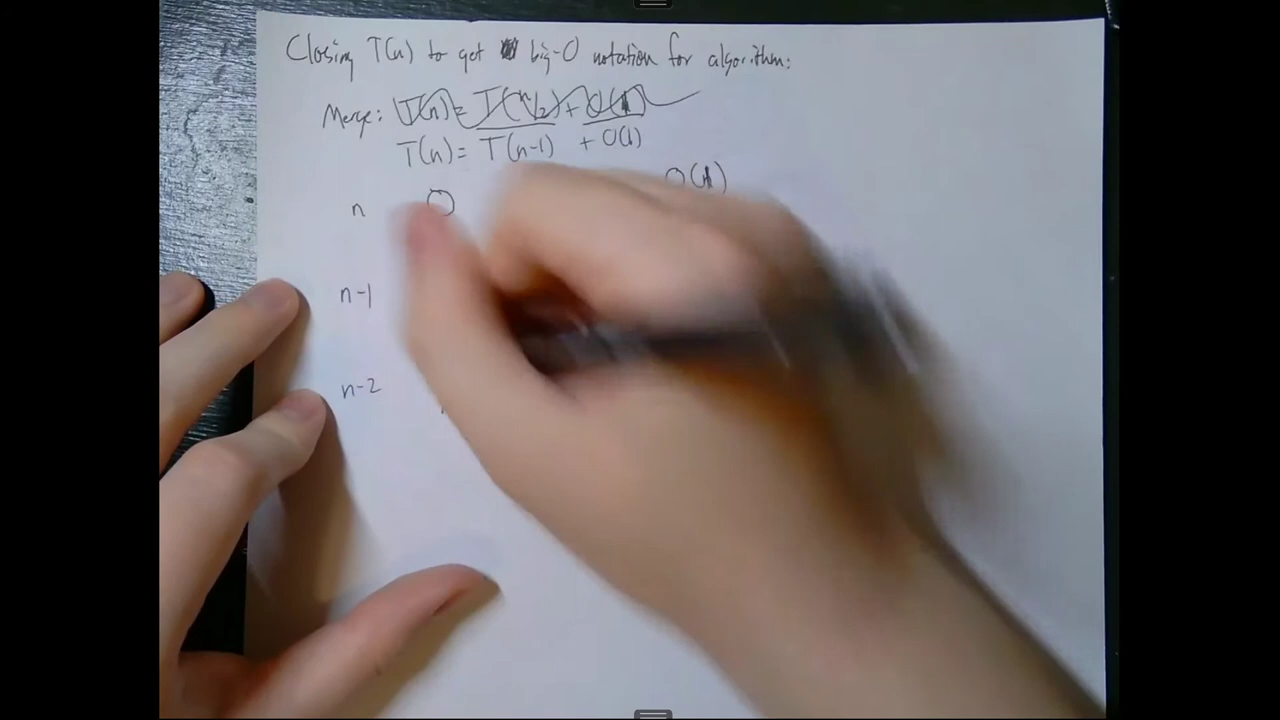 Closing T(n) to get big-O notation for algorithm:
Merge: T(n) = T(n/2) + O(1)
T(n) = T(n-1) + O(1)
O(1)
n
n-1
n-2